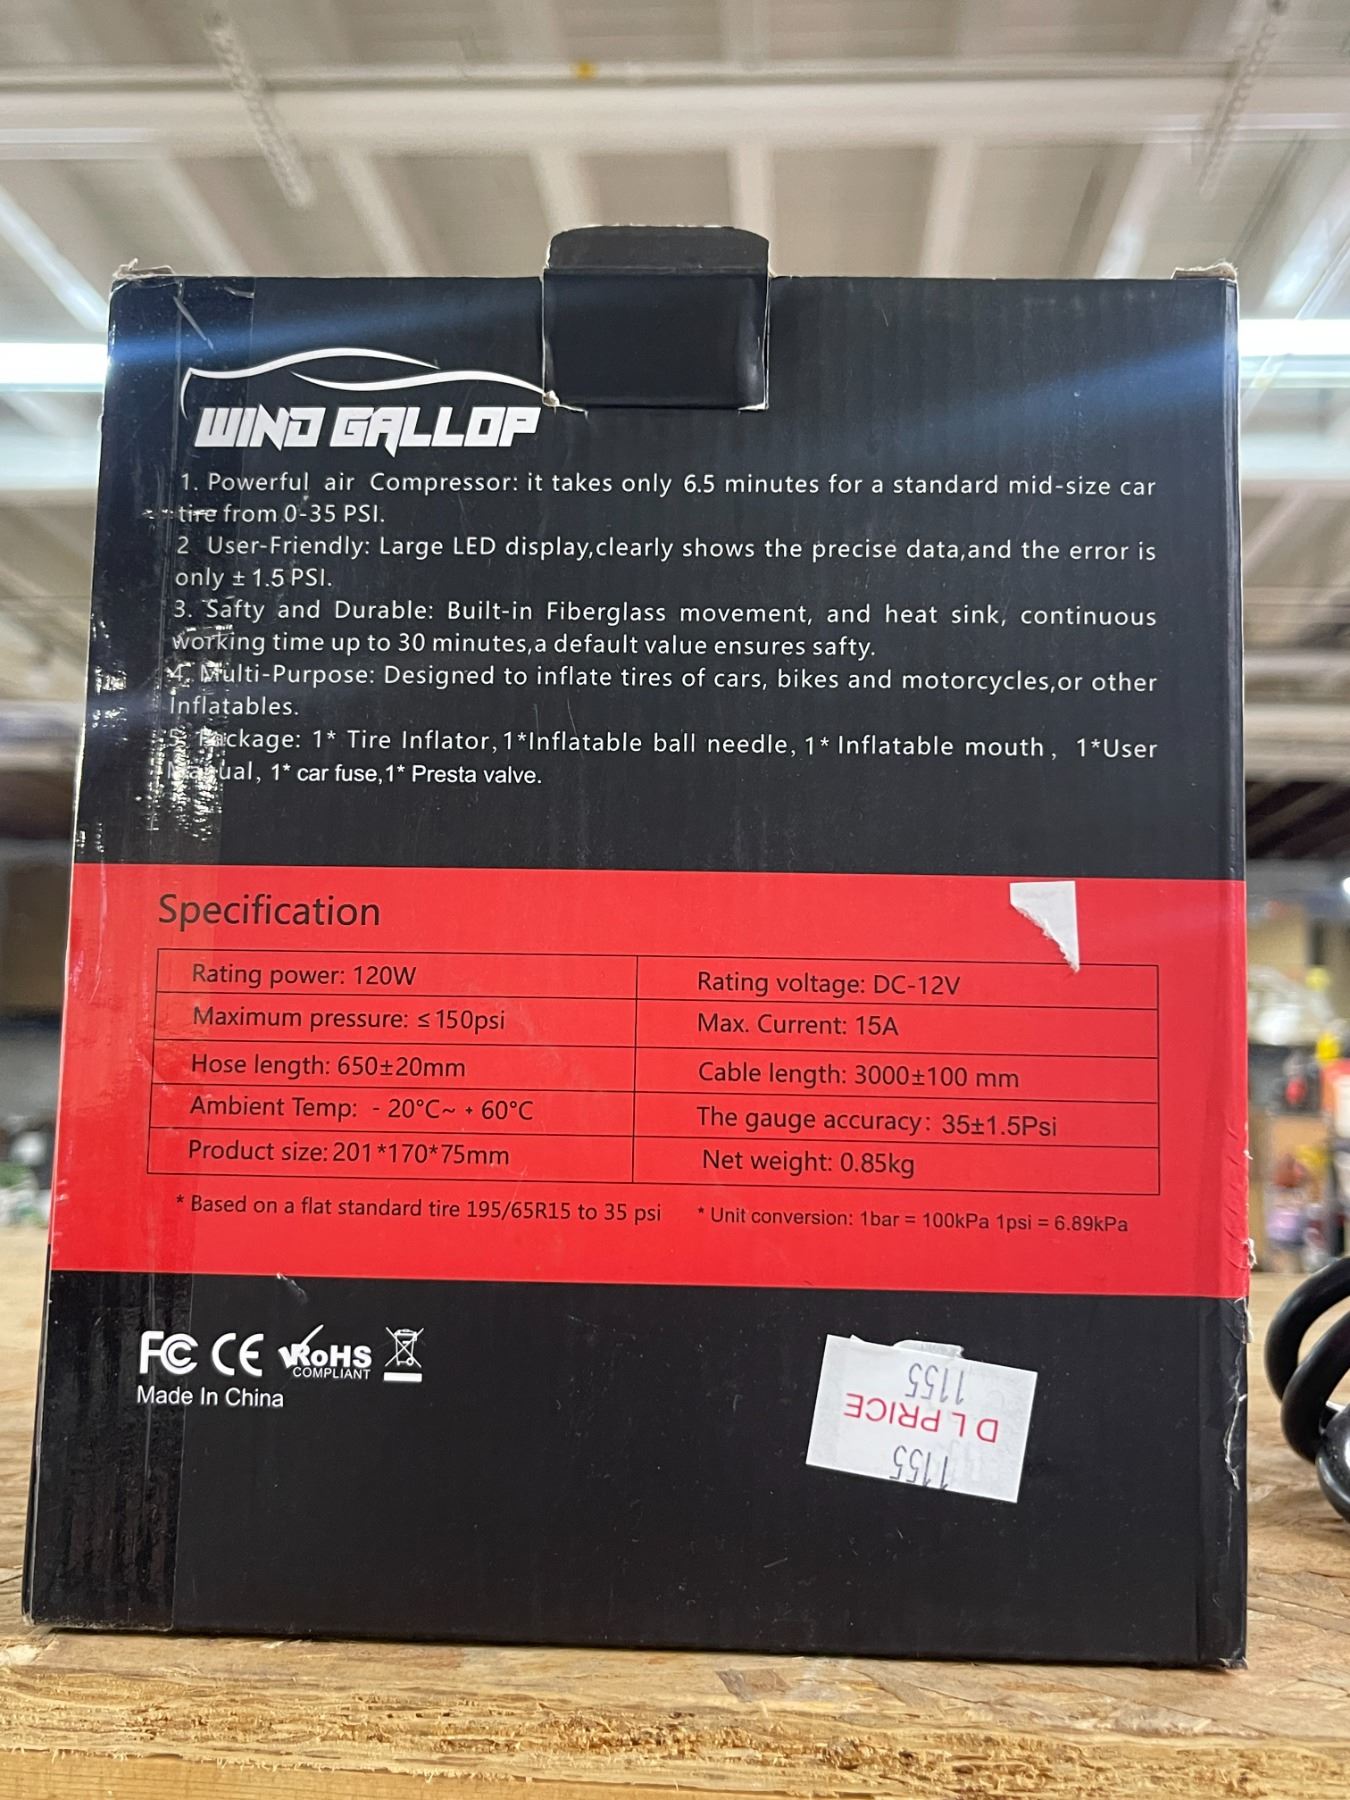 WIND GALLOP
1. Powerful air Compressor: it takes only 6.5 minutes for a standard mid-size car
tire from 0-35 PSI.
2 User-Friendly: Large LED display,clearly shows the precise data,and the error is
only ± 1.5 PSI.
3. Safty and Durable: Built-in Fiberglass movement, and heat sink, continuous
working time up to 30 minutes,a default value ensures safty.
4. Multi-Purpose: Designed to inflate tires of cars, bikes and motorcycles,or other
Inflatables.
5. Package: 1* Tire Inflator,1*Inflatable ball needle, 1* Inflatable mouth, 1*User
Manual, 1* car fuse,1* Presta valve.
Specification
Rating power: 120W
Rating voltage: DC-12V
Maximum pressure: ≤150psi
Max. Current: 15A
Hose length: 650±20mm
Cable length: 3000±100 mm
Ambient Temp: - 20°C~ + 60°C
The gauge accuracy: 35±1.5Psi
Product size:201*170*75mm
Net weight: 0.85kg
* Based on a flat standard tire 195/65R15 to 35 psi
* Unit conversion: 1bar = 100kPa 1psi = 6.89kPa
FC CE RoHS
COMPLIANT
Made In China
1155
D L PRICE
1155